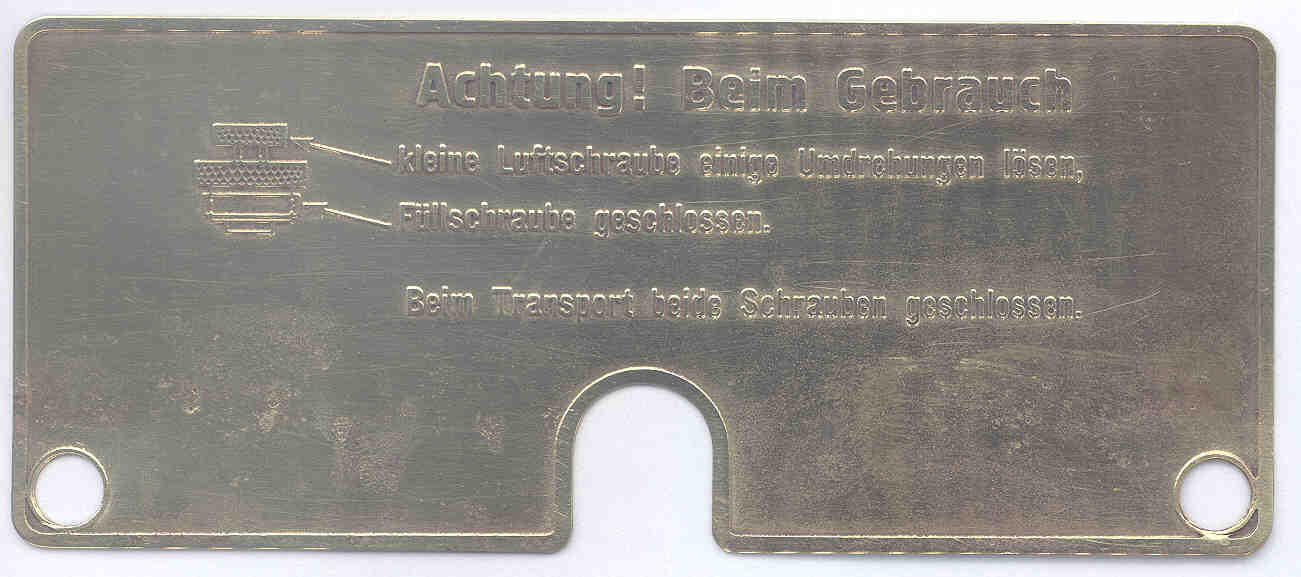 Achtung! Beim Gebrauch
kleine Luftschraube einige Umdrehungen lösen,
Füllschraube geschlossen.
Beim Transport beide Schrauben geschlossen.